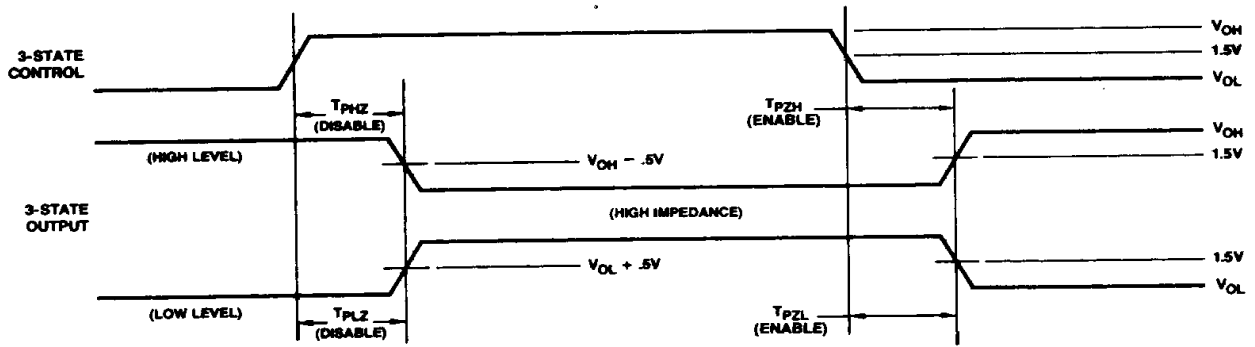 3-STATE
CONTROL
VOH
1.5V
VOL
TPHZ
(DISABLE)
TPZH
(ENABLE)
(HIGH LEVEL)
VOH − .5V
VOH
1.5V
3-STATE
OUTPUT
(HIGH IMPEDANCE)
VOL + .5V
1.5V
VOL
(LOW LEVEL)
TPLZ
(DISABLE)
TPZL
(ENABLE)